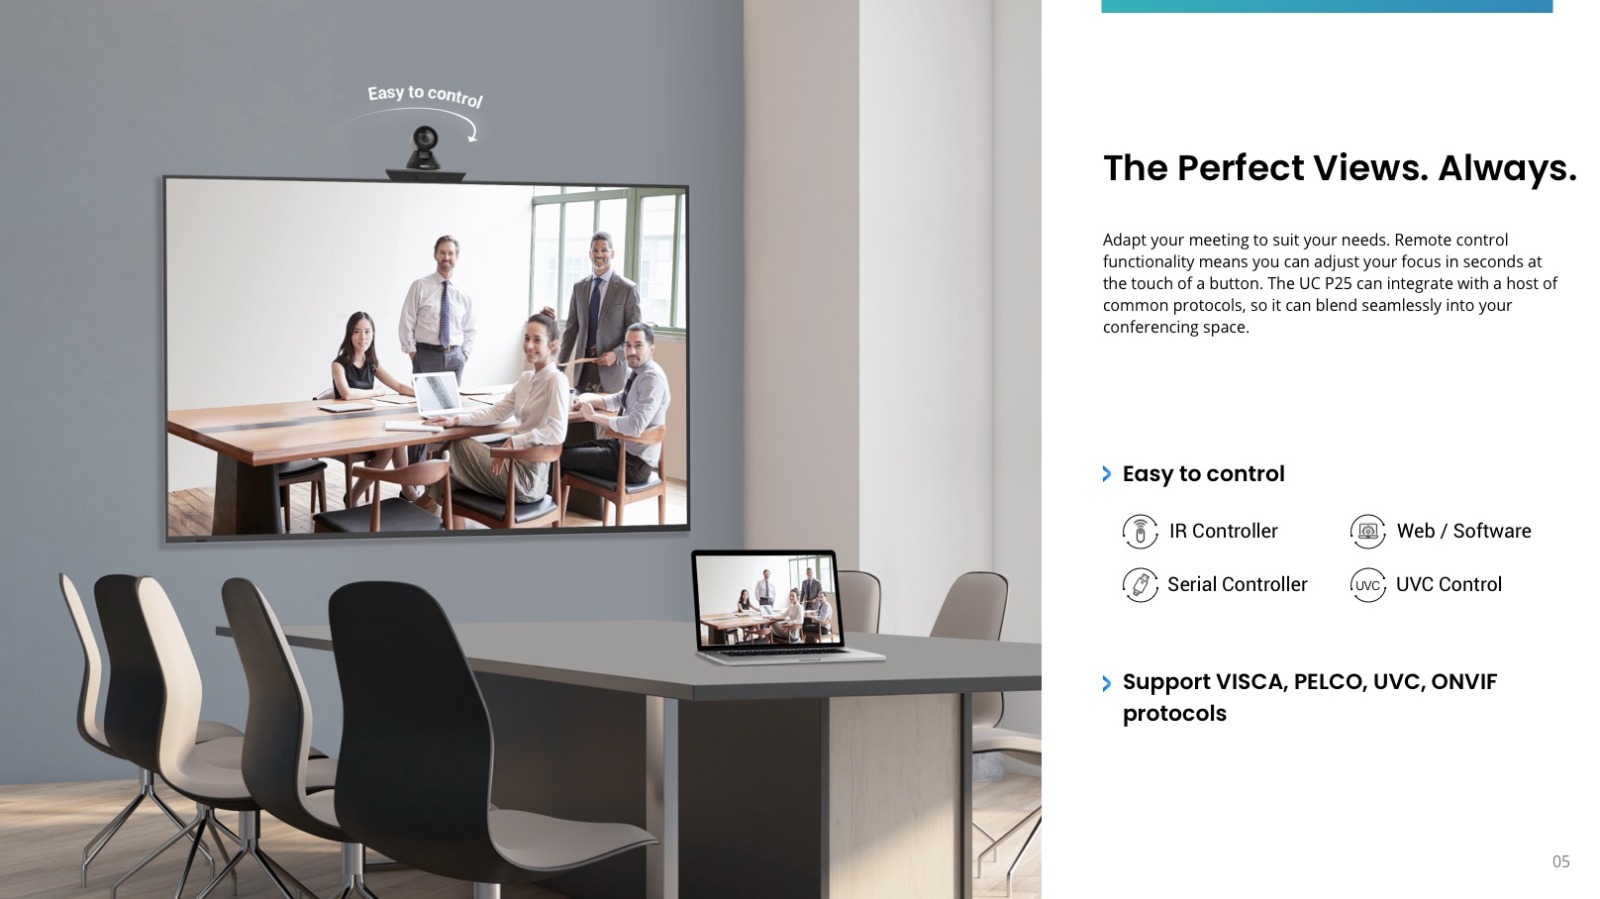 Easy to control
The Perfect Views. Always.
Adapt your meeting to suit your needs. Remote control
functionality means you can adjust your focus in seconds at
the touch of a button. The UC P25 can integrate with a host of
common protocols, so it can blend seamlessly into your
conferencing space.
Easy to control
IR Controller
Web / Software
Serial Controller
UVC
UVC Control
Support VISCA, PELCO, UVC, ONVIF
protocols
05